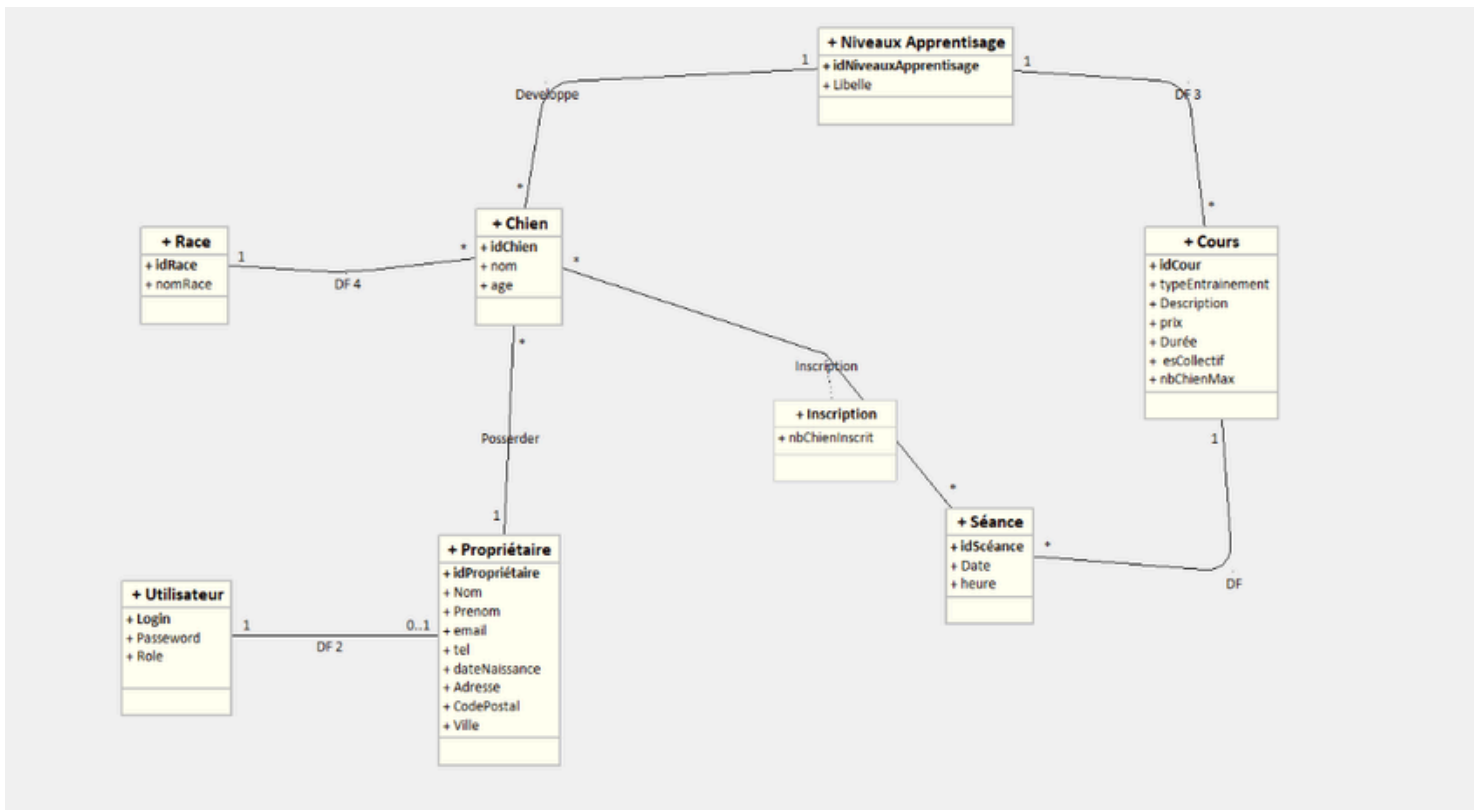 + Niveaux Apprentisage
+ idNiveauxApprentisage
+ Libelle
1
1
Developpe
DF 3
*
*
+ Chien
+ idChien
+ nom
+ age
+ Race
+ idRace
+ nomRace
1
*
DF 4
*
*
+ Cours
+ idCour
+ typeEntrainement
+ Description
+ prix
+ Durée
+ esCollectif
+ nbChienMax
1
Inscription
+ Inscription
+ nbChienInscrit
Posserder
1
*
+ Séance
+ idScéance
+ Date
+ heure
*
DF
+ Propriétaire
+ idPropriétaire
+ Nom
+ Prenom
+ email
+ tel
+ dateNaissance
+ Adresse
+ CodePostal
+ Ville
+ Utilisateur
+ Login
+ Passeword
+ Role
1
0..1
DF 2